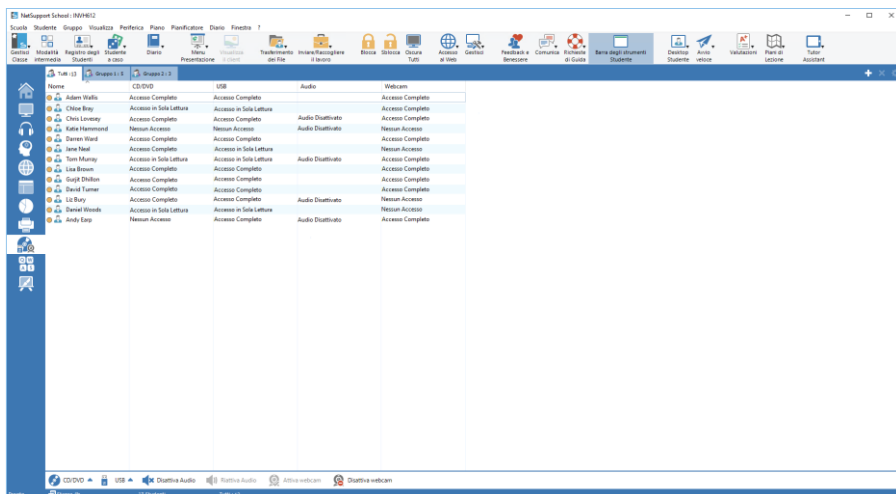 NetSupport School: INVH612
Scuola Studente Gruppo Visualizza Periferica Piano Pianificatore Diario Finestra ?
Gestisci Classe
Modalità intermedia
Registro degli Studenti
Studente a caso
Diario
Menu Presentazione
Visualizza il Client
Trasferimento dei File
Inviare/Raccogliere il lavoro
Blocca
Sblocca
Oscura Tutti
Accesso al Web
Gestisci
Feedback e Benessere
Comunica
Richieste di Guida
Barra degli strumenti Studente
Desktop Studente
Avvio veloce
Valutazioni
Piani di Lezione
Tutor Assistant
Tutti : 13 Gruppo 1 : 5 Gruppo 2 : 5
Nome CD/DVD USB Audio Webcam
Adam Wallis Accesso Completo Accesso Completo Accesso Completo
Chloe Bray Accesso in Sola Lettura Accesso in Sola Lettura Accesso Completo
Chris Lovesey Accesso Completo Accesso Completo Audio Disattivato Accesso Completo
Katie Hammond Nessun Accesso Nessun Accesso Audio Disattivato Nessun Accesso
Darren Ward Accesso Completo Accesso Completo Accesso Completo
Jane Neal Accesso Completo Accesso in Sola Lettura Nessun Accesso
Tom Murray Accesso in Sola Lettura Accesso in Sola Lettura Audio Disattivato Accesso Completo
Lisa Brown Accesso Completo Accesso Completo Accesso Completo
Gurjit Dhillon Accesso Completo Accesso Completo Accesso Completo
David Turner Accesso Completo Accesso Completo Accesso Completo
Liz Bury Accesso Completo Accesso Completo Audio Disattivato Nessun Accesso
Daniel Woods Accesso in Sola Lettura Accesso in Sola Lettura Nessun Accesso
Andy Earp Nessun Accesso Accesso Completo Audio Disattivato Accesso Completo
CD/DVD USB Disattiva Audio Riattiva Audio Attiva webcam Disattiva webcam